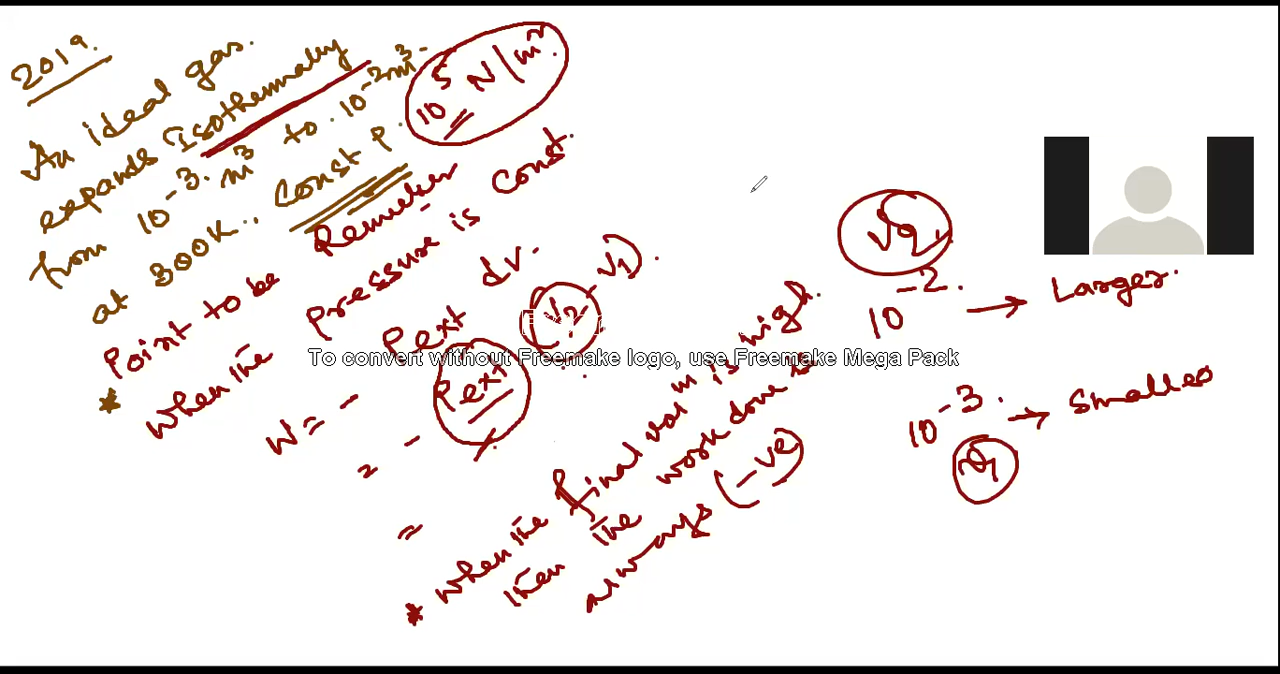 2019.
An ideal gas.
expands Isothermally
from 10⁻³ m³ to 10⁻² m³.
at 300K., Const P. 10⁵ N/m².
Point to be Remember
* When the pressure is const.
W = - Pext dv.
= - Pext (V2 - V1).
=
* when the final volm is high.
then the work done is
always (-ve)
V2
10⁻². → Larger.
10⁻³. → Smaller
V1
To convert without Freemake logo, use Freemake Mega Pack